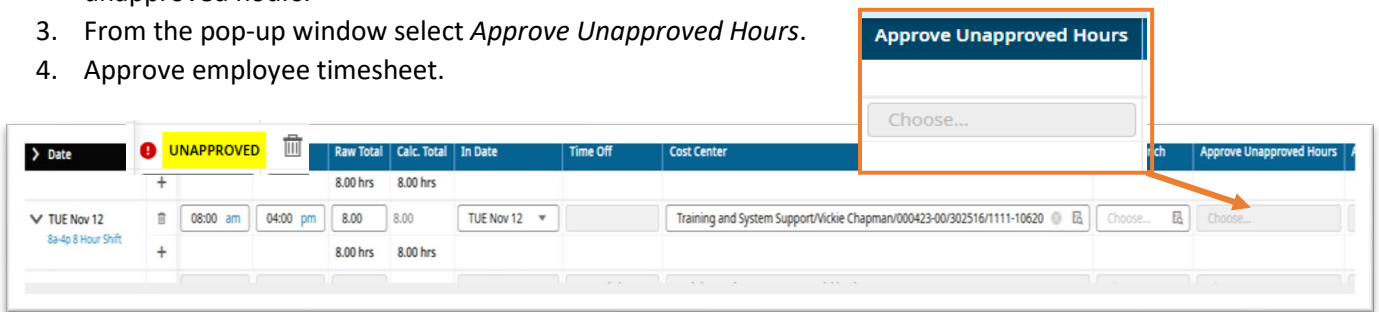 unapproved hours.
3. From the pop-up window select Approve Unapproved Hours.
4. Approve employee timesheet.
Approve Unapproved Hours
Choose...
Date UNAPPROVED Raw Total Calc. Total In Date Time Off Cost Center ch Approve Unapproved Hours
+ 8.00 hrs 8.00 hrs
TUE Nov 12 08:00 am 04:00 pm 8.00 8.00 TUE Nov 12 Training and System Support/Vickie Chapman/000423-00/302516/1111-10620 Choose... Choose...
8a-4p 8 Hour Shift
+ 8.00 hrs 8.00 hrs